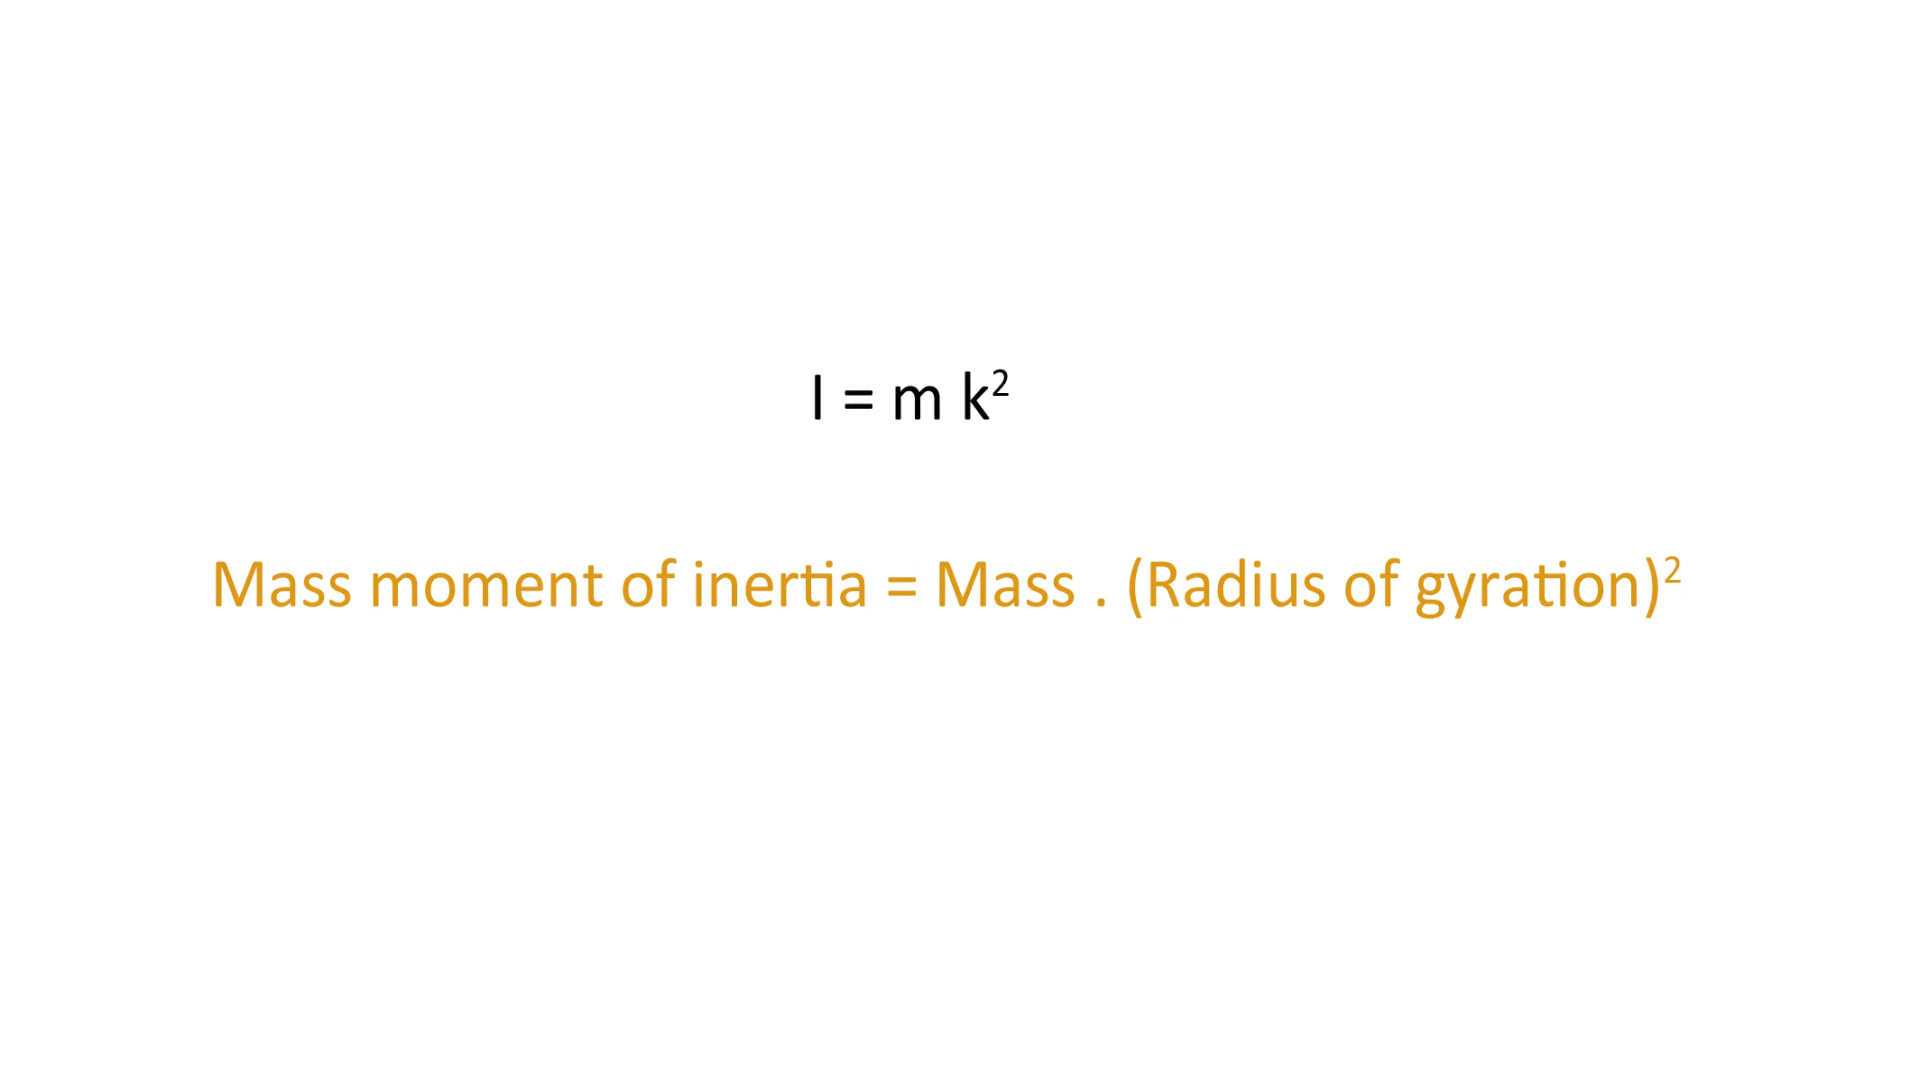 I = m k²
Mass moment of inertia = Mass . (Radius of gyration)²